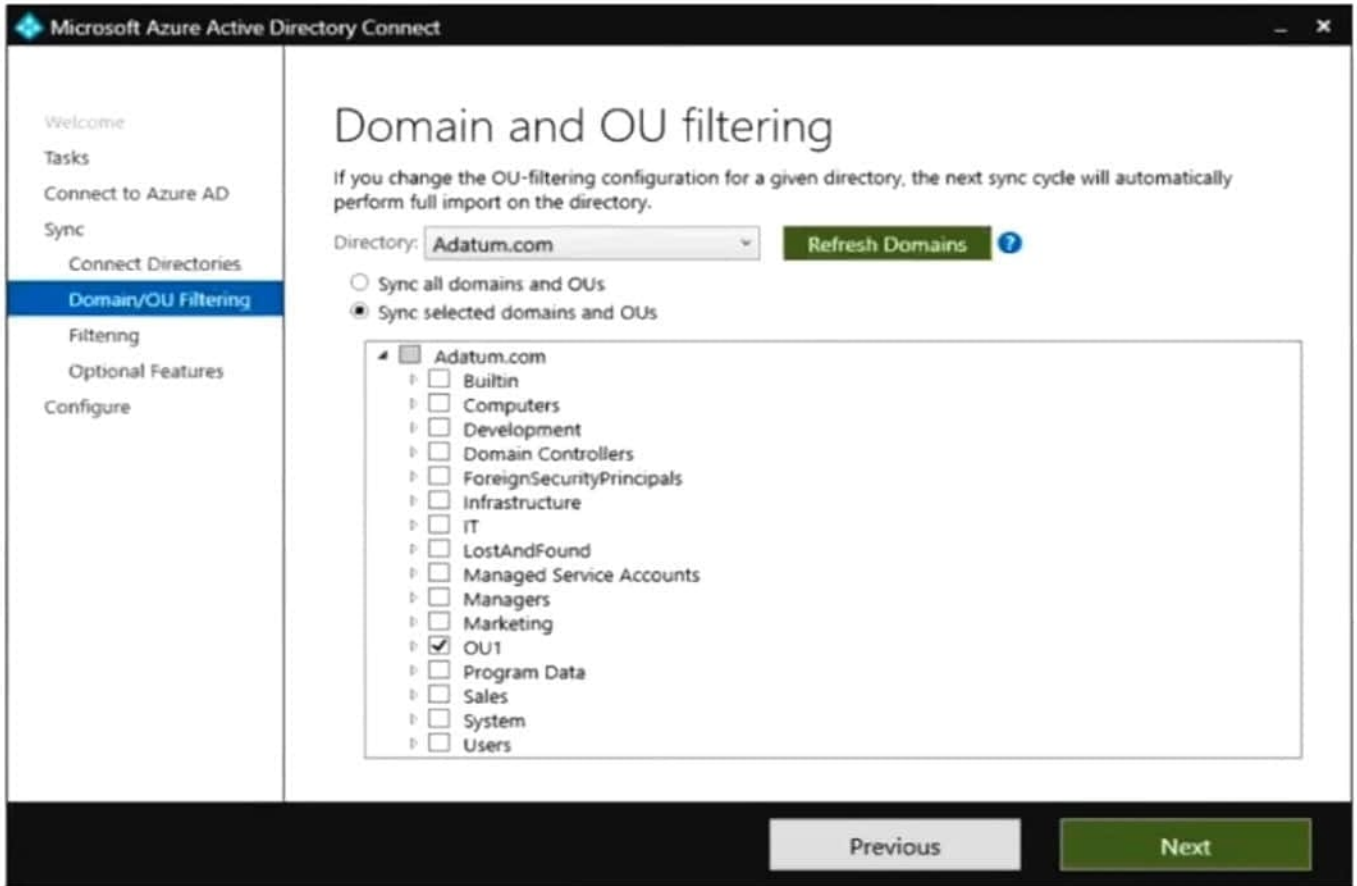 Microsoft Azure Active Directory Connect
Welcome
Tasks
Connect to Azure AD
Sync
Connect Directories
Domain/OU Filtering
Filtering
Optional Features
Configure
Domain and OU filtering
If you change the OU-filtering configuration for a given directory, the next sync cycle will automatically
perform full import on the directory.
Directory: Adatum.com Refresh Domains ?
Sync all domains and OUs
Sync selected domains and OUs
Adatum.com
Builtin
Computers
Development
Domain Controllers
ForeignSecurityPrincipals
Infrastructure
IT
LostAndFound
Managed Service Accounts
Managers
Marketing
OU1
Program Data
Sales
System
Users
Previous Next